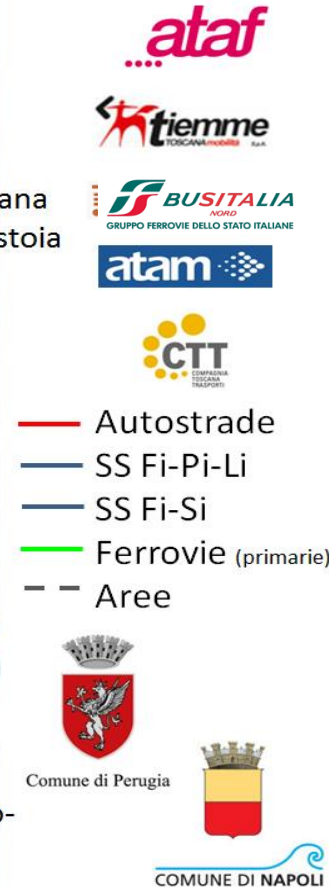 ataf
tiemme
TOSCANA mobilità S.p.A.
BUSITALIA
NORD
GRUPPO FERROVIE DELLO STATO ITALIANE
ana
stoia
atam
CTT
COMPAGNIA
TOSCANA
TRASPORTI
Autostrade
SS Fi-Pi-Li
SS Fi-Si
Ferrovie (primarie)
Aree
Comune di Perugia
-
COMUNE DI NAPOLI